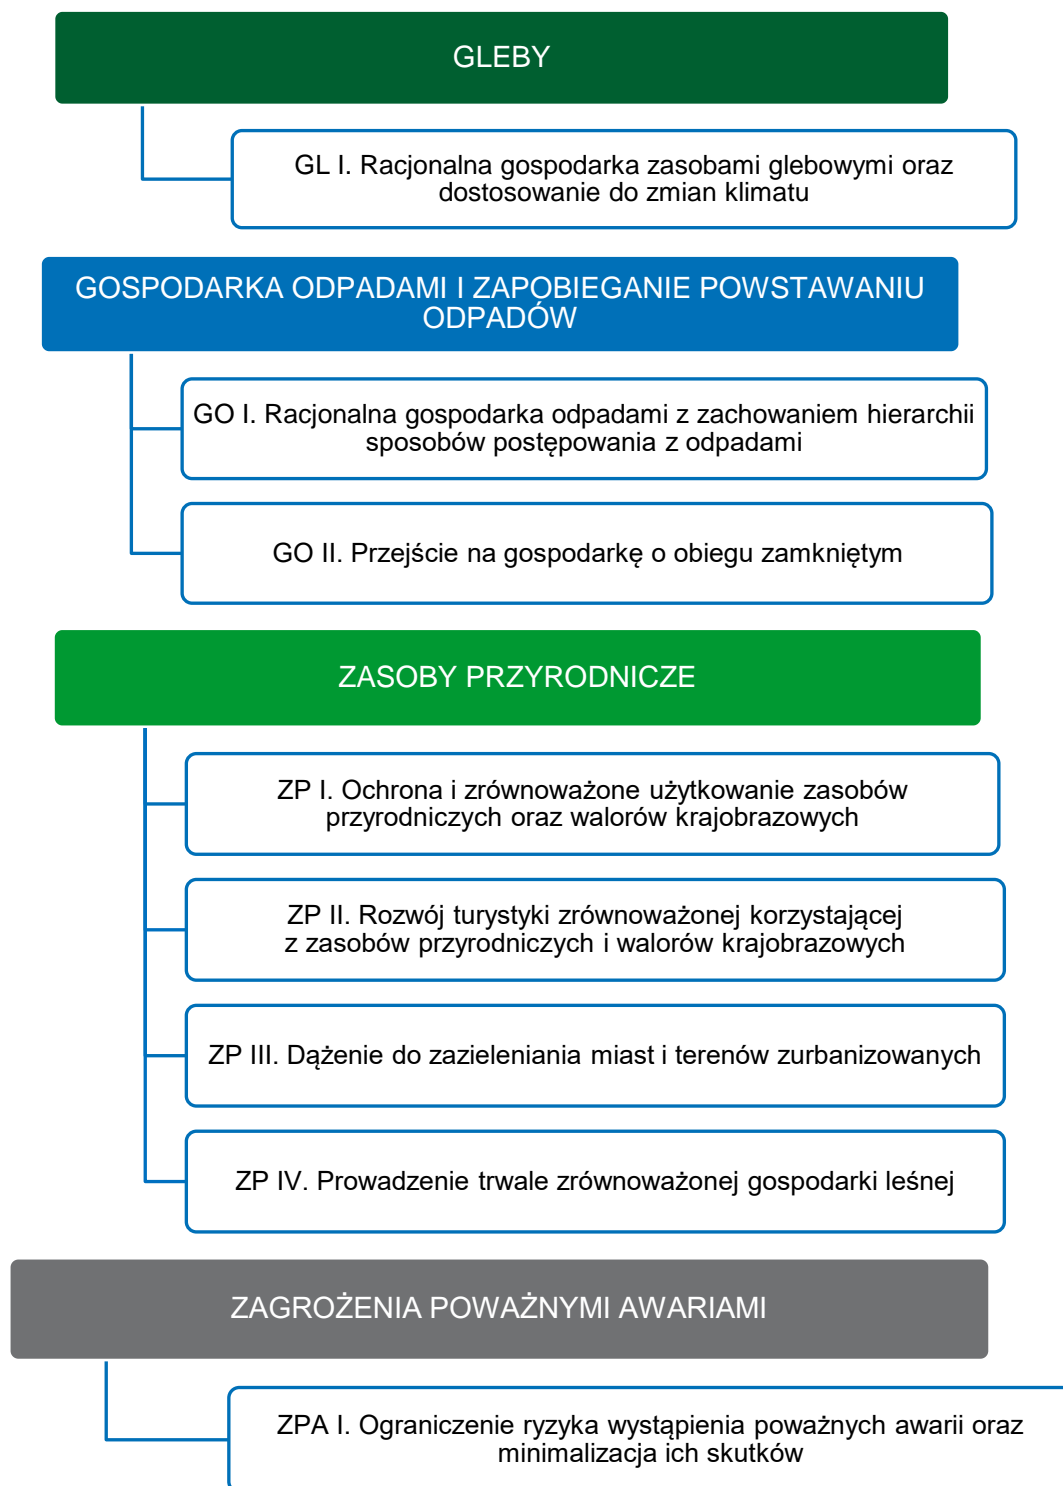 GLEBY
GL I. Racjonalna gospodarka zasobami glebowymi oraz
dostosowanie do zmian klimatu
GOSPODARKA ODPADAMI I ZAPOBIEGANIE POWSTAWANIU
ODPADÓW
GO I. Racjonalna gospodarka odpadami z zachowaniem hierarchii
sposobów postępowania z odpadami
GO II. Przejście na gospodarkę o obiegu zamkniętym
ZASOBY PRZYRODNICZE
ZP I. Ochrona i zrównoważone użytkowanie zasobów
przyrodniczych oraz walorów krajobrazowych
ZP II. Rozwój turystyki zrównoważonej korzystającej
z zasobów przyrodniczych i walorów krajobrazowych
ZP III. Dążenie do zazieleniania miast i terenów zurbanizowanych
ZP IV. Prowadzenie trwale zrównoważonej gospodarki leśnej
ZAGROŻENIA POWAŻNYMI AWARIAMI
ZPA I. Ograniczenie ryzyka wystąpienia poważnych awarii oraz
minimalizacja ich skutków